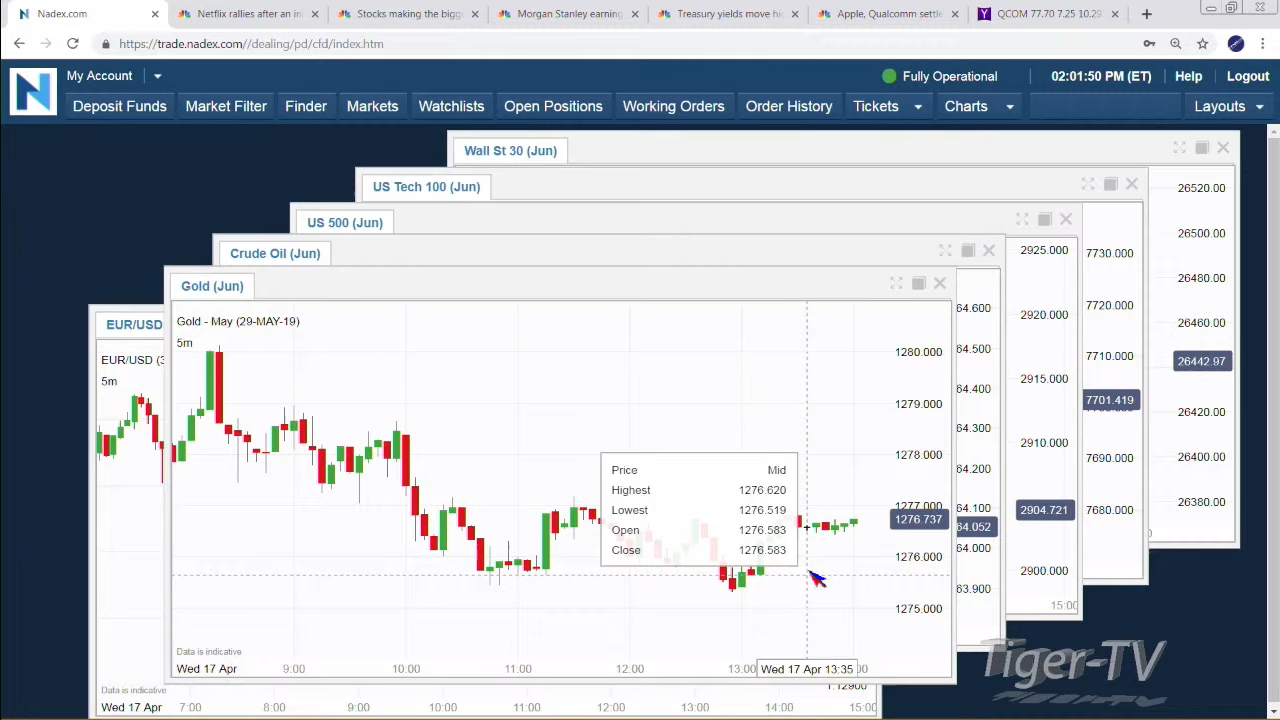 Nadex.com
Netflix rallies after an in
Stocks making the bigg
Morgan Stanley earning
Treasury yields move hig
Apple, Qualcomm settle
QCOM 77.70 7.25 10.29
https://trade.nadex.com//dealing/pd/cfd/index.htm
My Account
Fully Operational
02:01:50 PM (ET)
Help
Logout
Deposit Funds
Market Filter
Finder
Markets
Watchlists
Open Positions
Working Orders
Order History
Tickets
Charts
Layouts
Wall St 30 (Jun)
26520.00
26500.00
26480.00
26460.00
26442.97
26420.00
26400.00
26380.00
US Tech 100 (Jun)
7730.000
7720.000
7710.000
7701.419
7690.000
7680.000
US 500 (Jun)
2925.000
2920.000
2915.000
2910.000
2904.721
2900.000
15:00
Crude Oil (Jun)
64.600
64.500
64.400
64.300
64.200
64.100
64.052
64.000
63.900
Gold (Jun)
Gold - May (29-MAY-19)
5m
1280.000
1279.000
1278.000
1277.000
1276.737
1276.000
1275.000
Price Mid
Highest 1276.620
Lowest 1276.519
Open 1276.583
Close 1276.583
Data is indicative
Wed 17 Apr 9:00 10:00 11:00 12:00 13:00 Wed 17 Apr 13:35
EUR/USD
EUR/USD (3
5m
Data is indicative
1.12900
Wed 17 Apr 7:00 8:00 9:00 10:00 11:00 12:00 13:00 14:00 15:00
Tiger-TV